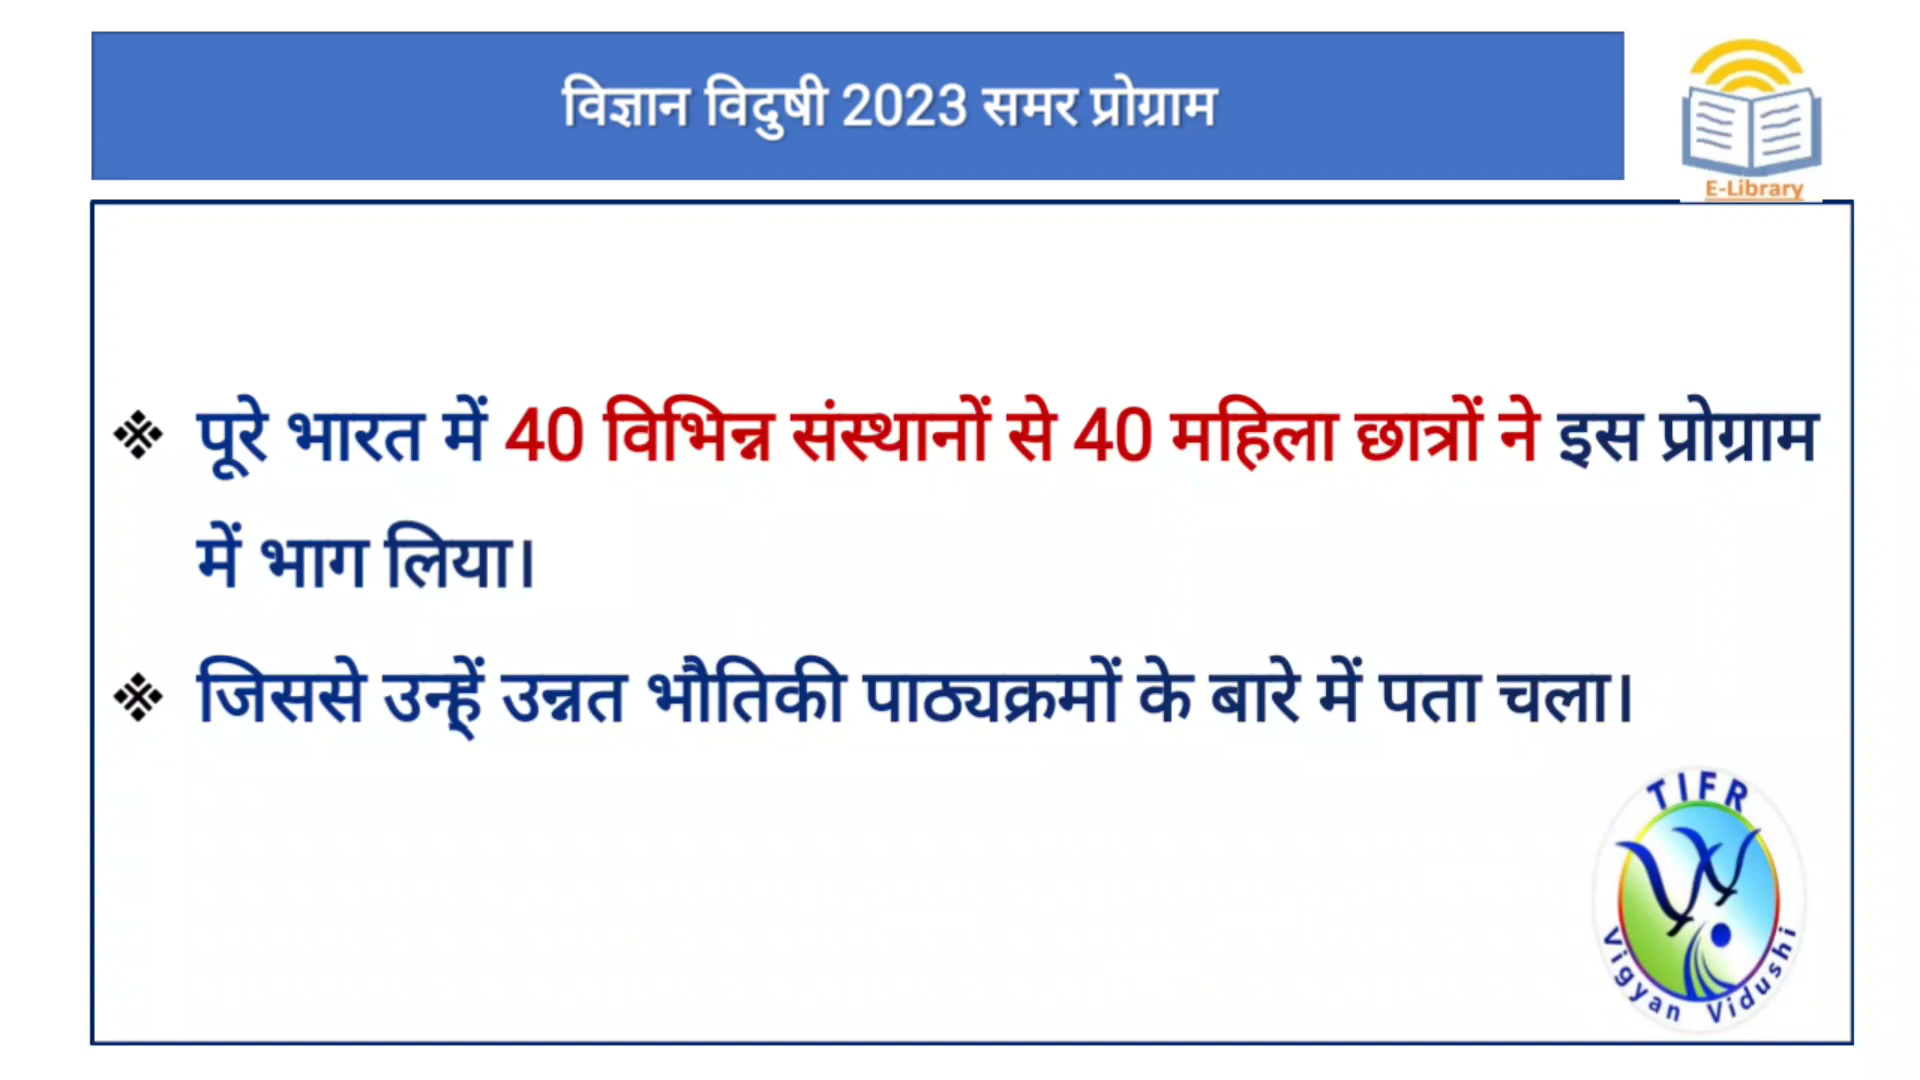 विज्ञान विदुषी 2023 समर प्रोग्राम
E-Library
पूरे भारत में 40 विभिन्न संस्थानों से 40 महिला छात्रों ने इस प्रोग्राम
में भाग लिया।
जिससे उन्हें उन्नत भौतिकी पाठ्यक्रमों के बारे में पता चला।
TIFR
Vigyan Vidushi